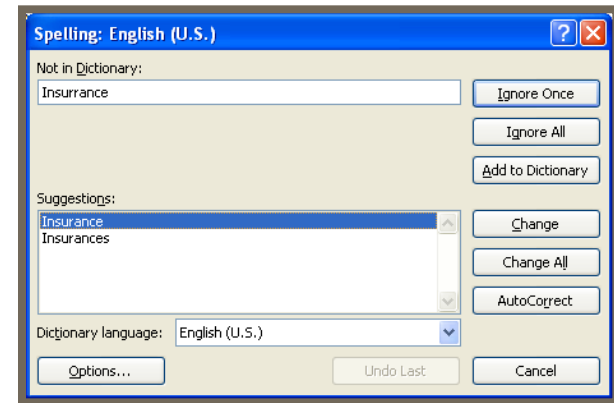 Spelling: English (U.S.)
Not in Dictionary:
Insurrance
Ignore Once
Ignore All
Add to Dictionary
Suggestions:
Insurance
Insurances
Change
Change All
AutoCorrect
Dictionary language: English (U.S.)
Options... Undo Last Cancel